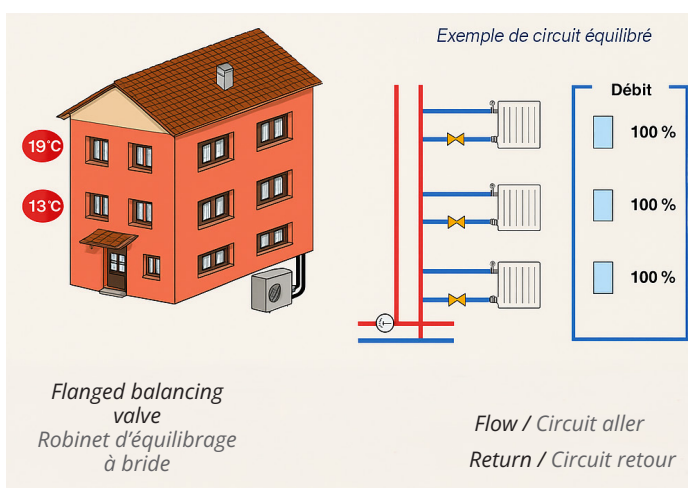 Exemple de circuit équilibré
Débit
19°C
100 %
13°C
100 %
100 %
Flanged balancing
valve
Robinet d'équilibrage
à bride
Flow / Circuit aller
Return / Circuit retour